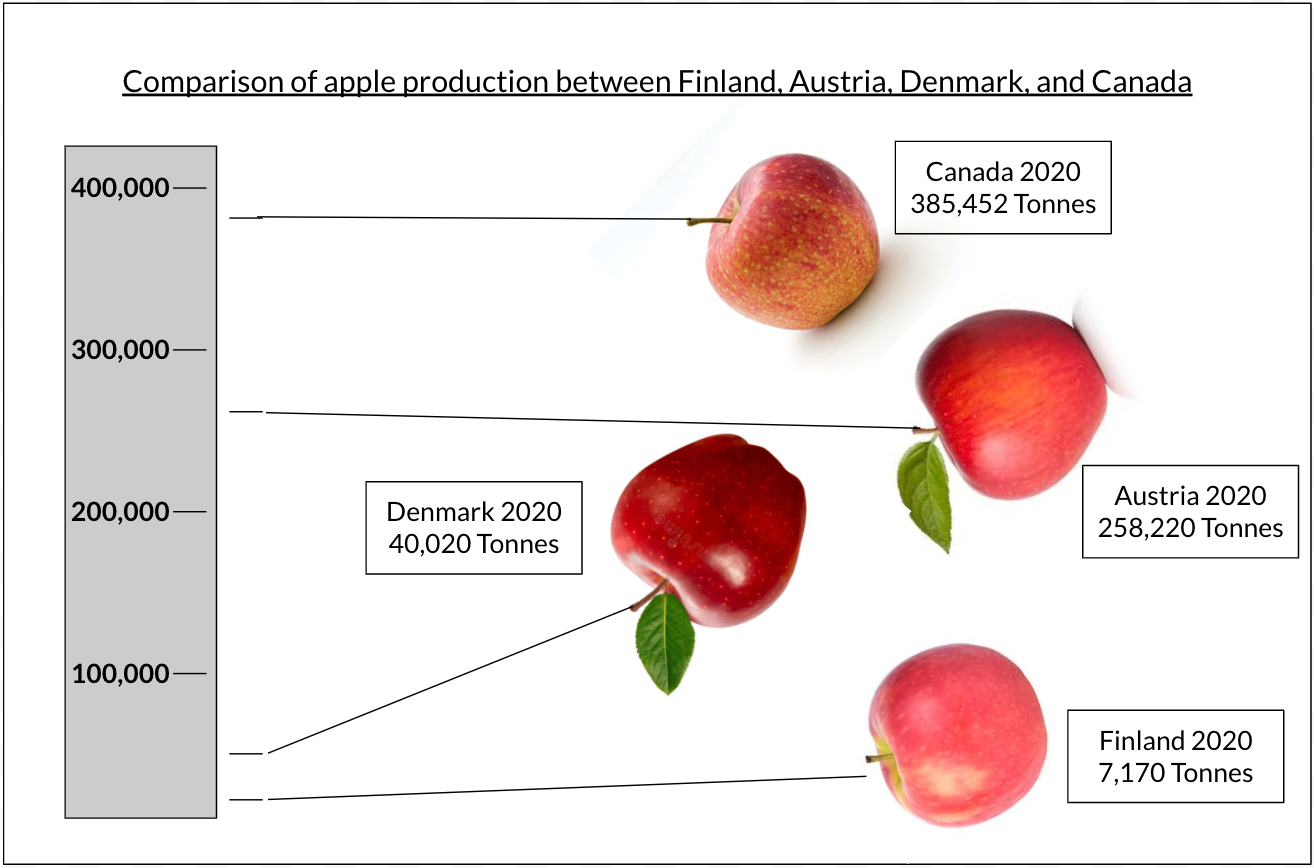 Comparison of apple production between Finland, Austria, Denmark, and Canada
400,000
300,000
200,000
100,000
Canada 2020
385,452 Tonnes
Austria 2020
258,220 Tonnes
Denmark 2020
40,020 Tonnes
Finland 2020
7,170 Tonnes